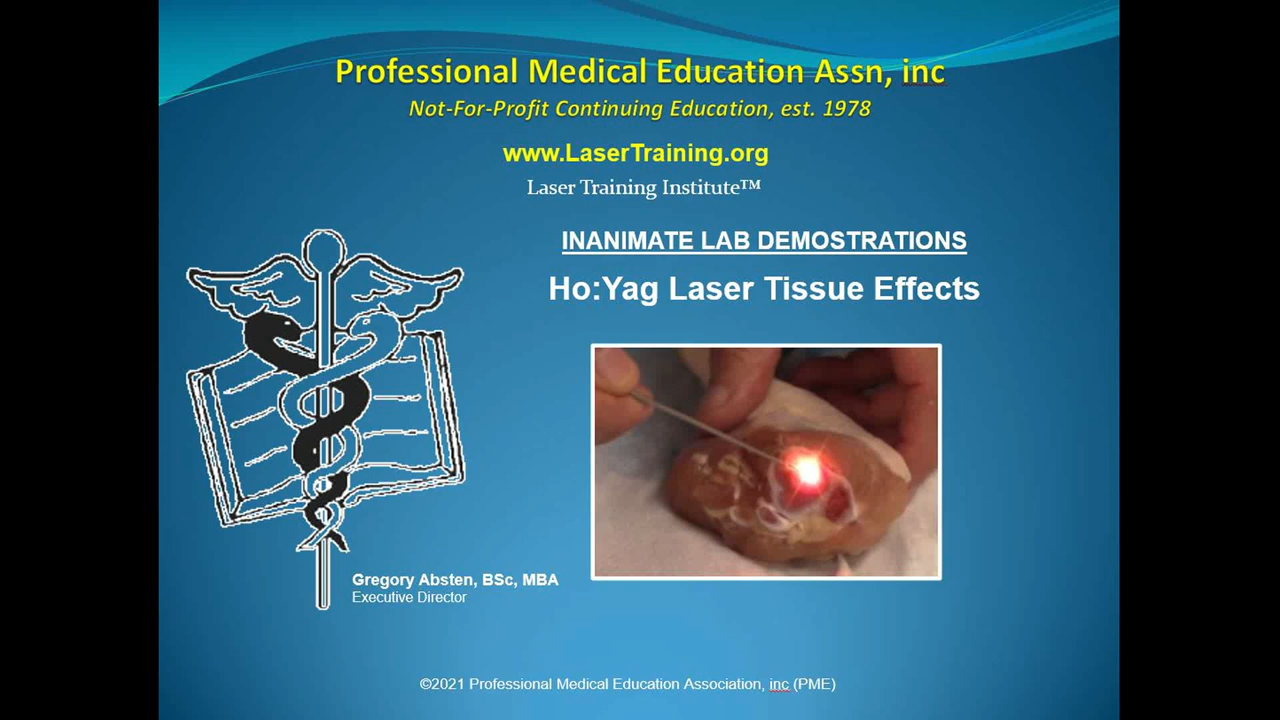 Professional Medical Education Assn, inc
Not-For-Profit Continuing Education, est. 1978
www.LaserTraining.org
Laser Training Institute™
INANIMATE LAB DEMOSTRATIONS
Ho:Yag Laser Tissue Effects
Gregory Absten, BSc, MBA
Executive Director
©2021 Professional Medical Education Association, inc (PME)